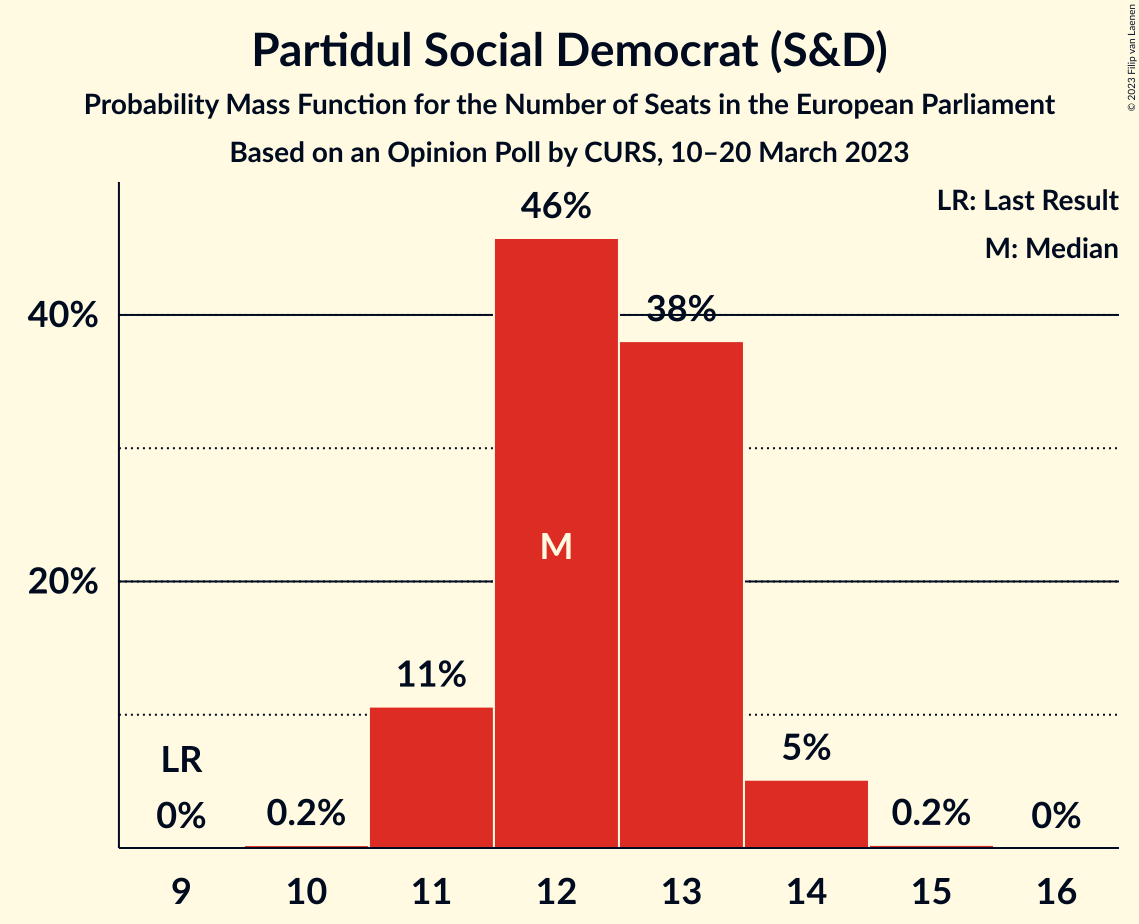 Partidul Social Democrat (S&D)
Probability Mass Function for the Number of Seats in the European Parliament
Based on an Opinion Poll by CURS, 10–20 March 2023
© 2023 Filip van Laenen
LR: Last Result
M: Median
46%
38%
40%
M
20%
11%
5%
LR
0%
0.2%
0.2%
0%
9 10 11 12 13 14 15 16